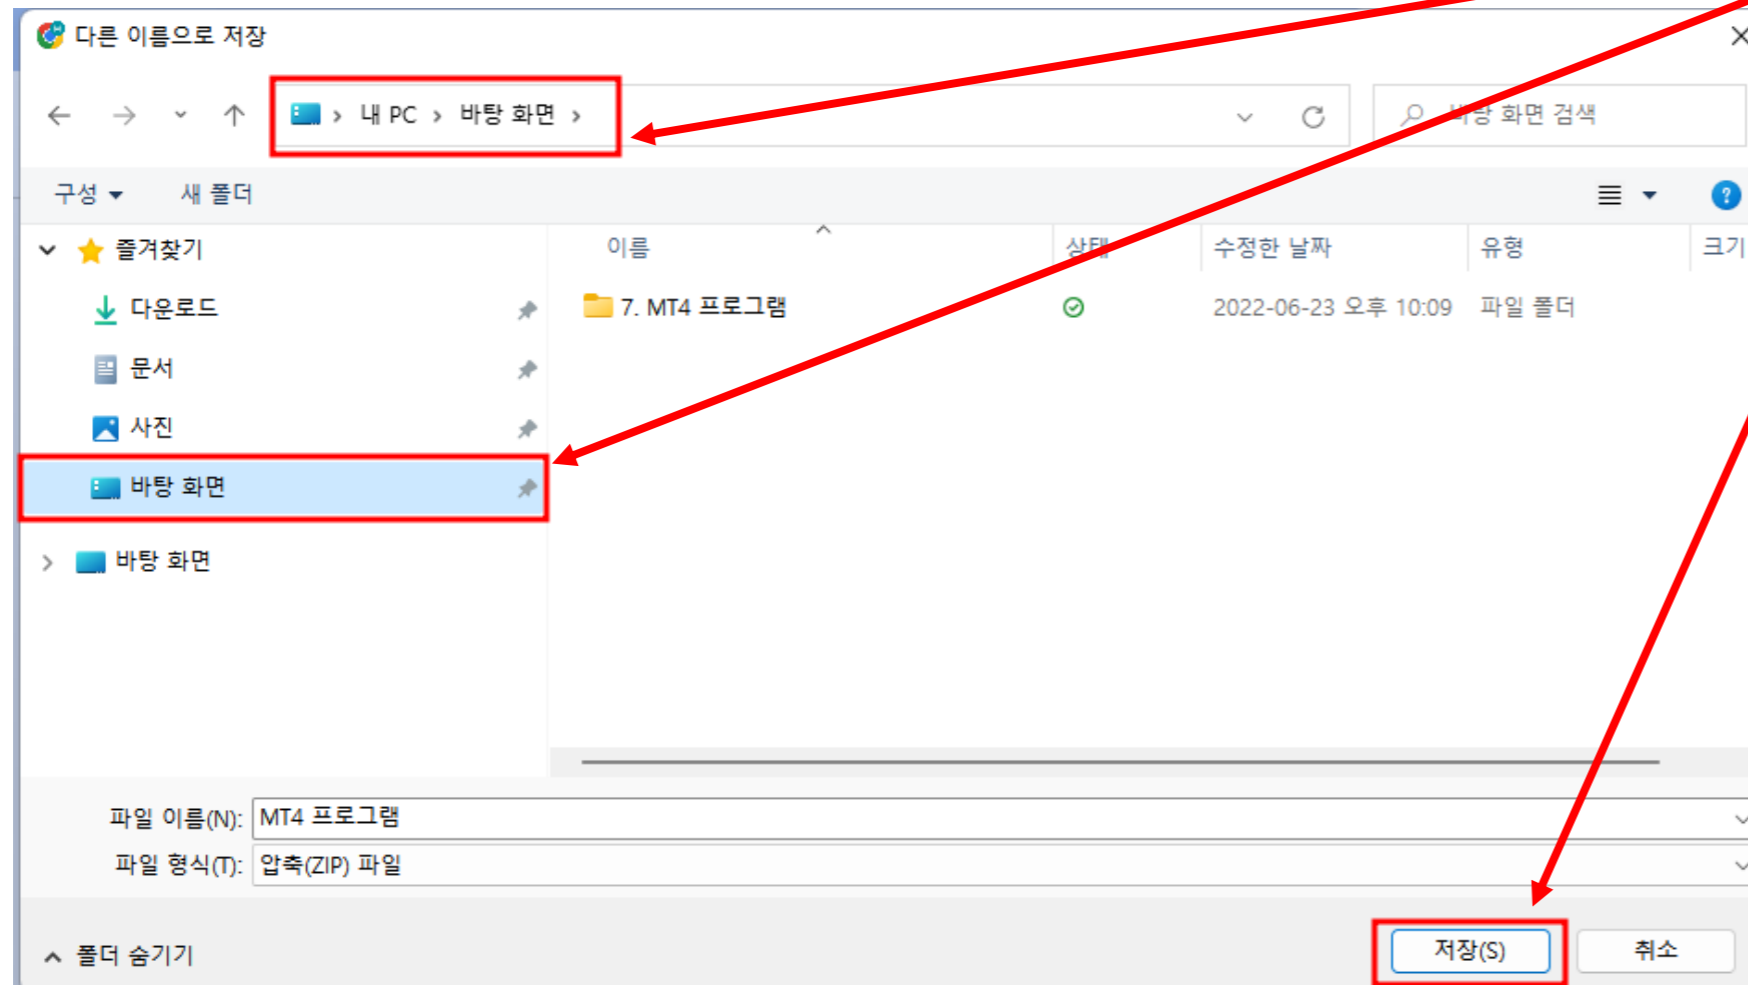 다른 이름으로 저장
내 PC 바탕 화면
바탕 화면 검색
구성 새 폴더
즐겨찾기
이름 상태 수정한 날짜 유형 크기
다운로드
7. MT4 프로그램 2022-06-23 오후 10:09 파일 폴더
문서
사진
바탕 화면
바탕 화면
파일 이름(N): MT4 프로그램
파일 형식(T): 압축(ZIP) 파일
폴더 숨기기
저장(S) 취소